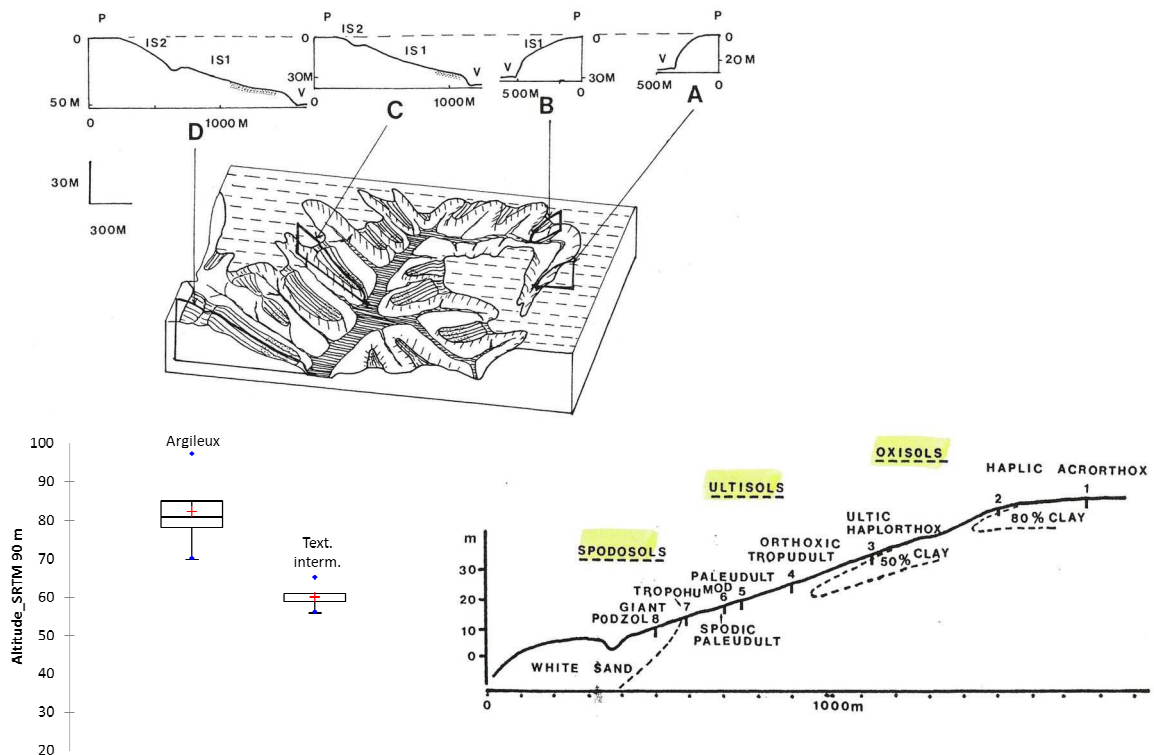 P
0
IS2
IS1
V
50 M
0
1000 M
D
P
IS2
0
IS1
30M
V
0
1000M
C
P
IS1
0
V
30M
500M
0
B
P
0
20 M
V
500M
0
A
30M
300M
Altitude_SRTM 90 m
100
90
80
70
60
50
40
30
20
Argileux
Text.
interm.
OXISOLS
HAPLIC ACRORTHOX
1
2
80% CLAY
ULTISOLS
ULTIC
HAPLORTHOX
3
50% CLAY
ORTHOXIC
TROPUDULT
4
SPODOSOLS
PALEUDULT
5
TROPOHUMOD
7
6
GIANT
PODZOL 8
SPODIC
PALEUDULT
WHITE SAND
m
30
20
10
0
0
1000m